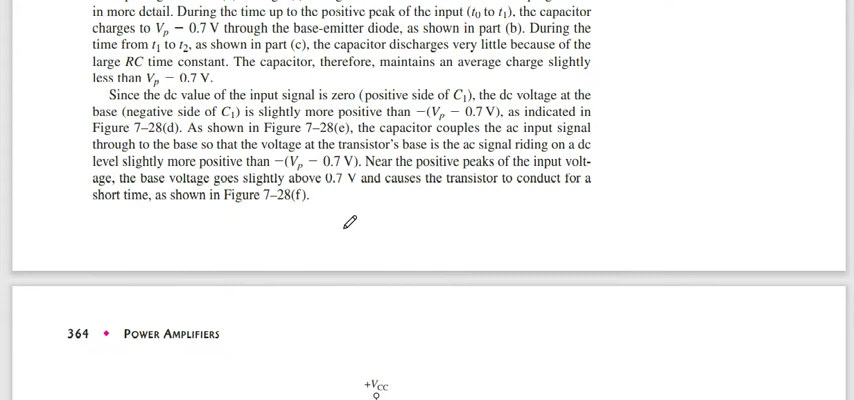 in more detail. During the time up to the positive peak of the input (t₀ to t₁), the capacitor
charges to Vₚ − 0.7 V through the base-emitter diode, as shown in part (b). During the
time from t₁ to t₂, as shown in part (c), the capacitor discharges very little because of the
large RC time constant. The capacitor, therefore, maintains an average charge slightly
less than Vₚ − 0.7 V.
Since the dc value of the input signal is zero (positive side of C₁), the dc voltage at the
base (negative side of C₁) is slightly more positive than −(Vₚ − 0.7 V), as indicated in
Figure 7–28(d). As shown in Figure 7–28(e), the capacitor couples the ac input signal
through to the base so that the voltage at the transistor's base is the ac signal riding on a dc
level slightly more positive than −(Vₚ − 0.7 V). Near the positive peaks of the input volt-
age, the base voltage goes slightly above 0.7 V and causes the transistor to conduct for a
short time, as shown in Figure 7–28(f).
364 ◆ POWER AMPLIFIERS
+VCC